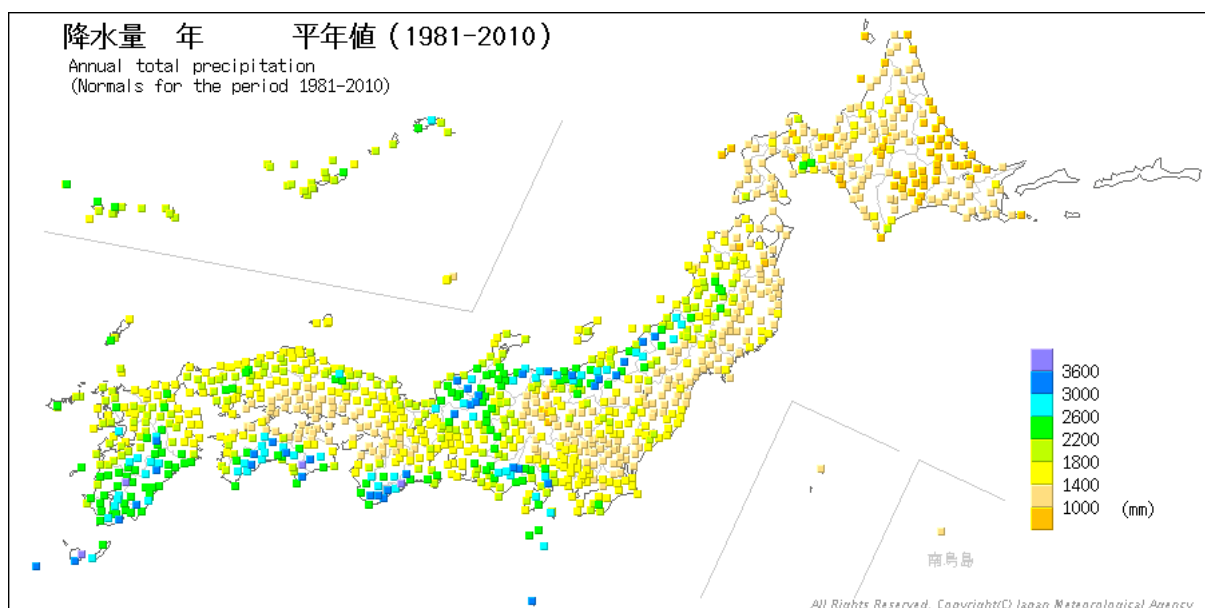 降水量 年 平年値 (1981-2010)
Annual total precipitation
(Normals for the period 1981-2010)
3600
3000
2600
2200
1800
1400
1000 (mm)
南鳥島
All Rights Reserved. Copyright(C) Japan Meteorological Agency